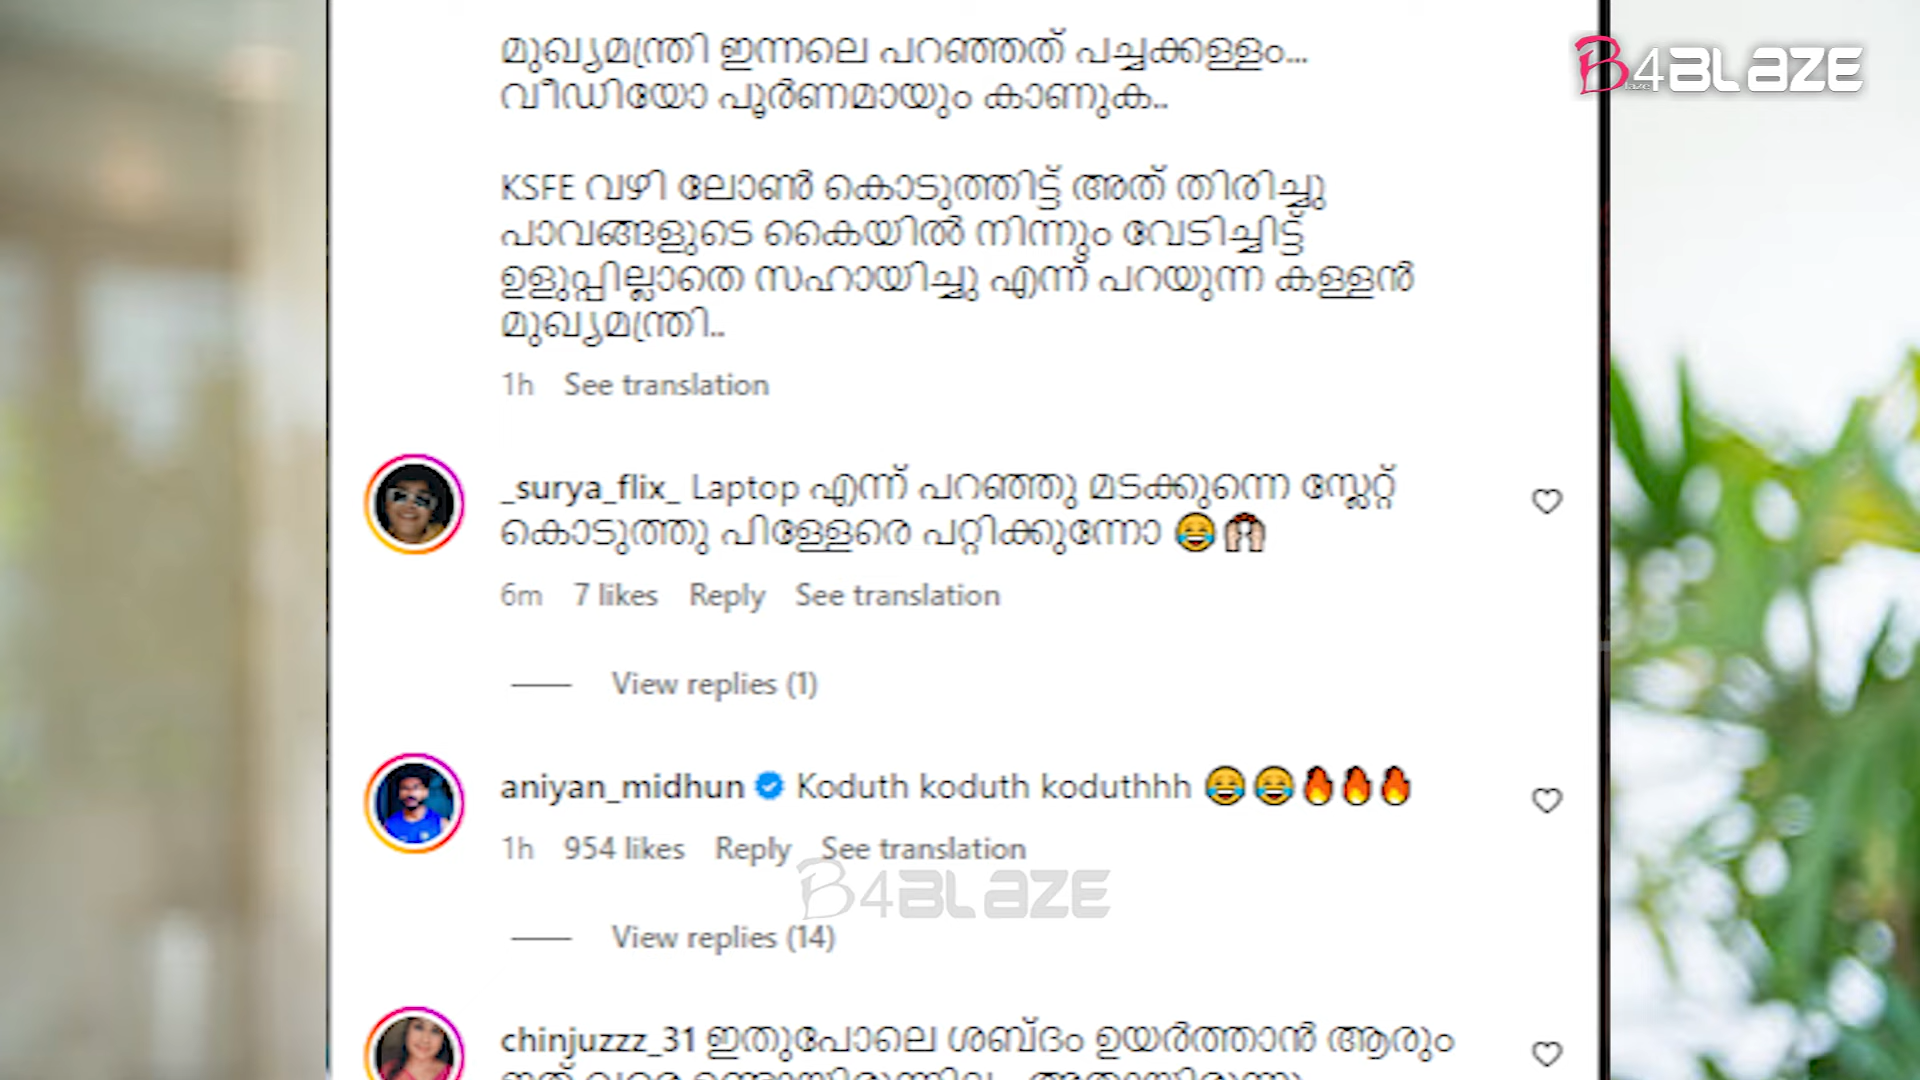 മുഖ്യമന്ത്രി ഇന്നലെ പറഞ്ഞത് പച്ചക്കള്ളം...
വീഡിയോ പൂർണമായും കാണുക..
KSFE വഴി ലോൺ കൊടുത്തിട്ട് അത് തിരിച്ചു
പാവങ്ങളുടെ കൈയിൽ നിന്നും വേടിച്ചിട്ട്
ഉളുപ്പില്ലാതെ സഹായിച്ചു എന്ന് പറയുന്ന കള്ളൻ
മുഖ്യമന്ത്രി..
1h See translation
_surya_flix_ Laptop എന്ന് പറഞ്ഞു മടക്കുന്നെ സ്ലേറ്റ്
കൊടുത്തു പിള്ളേരെ പറ്റിക്കുന്നോ 😂🙌
6m 7 likes Reply See translation
View replies (1)
aniyan_midhun Koduth koduth koduthhh 😂😂🔥🔥🔥
1h 954 likes Reply See translation
View replies (14)
chinjuzzz_31 ഇതുപോലെ ശബ്ദം ഉയർത്താൻ ആരും
B4BLAZE
B4BLAZE